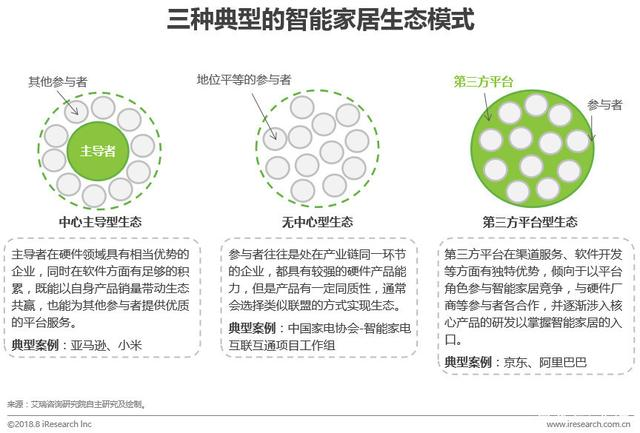 三种典型的智能家居生态模式
其他参与者
主导者
中心主导型生态
主导者在硬件领域具有相当优势的
企业，同时在软件方面有足够的积
累，既能以自身产品销量带动生态
共赢，也能为其他参与者提供优质
的平台服务。
典型案例：亚马逊、小米
地位平等的参与者
无中心型生态
参与者往往是处在产业链同一环节
的企业，都具有较强的硬件产品能
力，但是产品有一定同质性，通常
会选择类似联盟的方式实现生态。
典型案例：中国家电协会-智能家电
互联互通项目工作组
第三方平台
参与者
第三方平台型生态
第三方平台在渠道服务、软件开发
等方面有独特优势，倾向于以平台
角色参与智能家居竞争，与硬件厂
商等参与者各合作，并逐渐涉入核
心产品的研发以掌握智能家居的入
口。
典型案例：京东、阿里巴巴
来源：艾瑞咨询研究院自主研究及绘制。
©2018.8 iResearch Inc
www.iresearch.com.cn